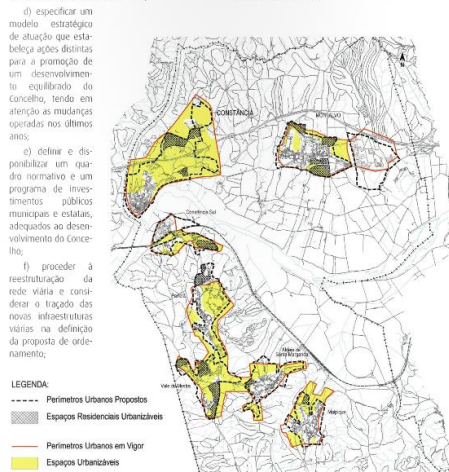 d) especificar um
modelo estratégico
de atuação que esta-
beleça ações distintas
para a promoção de
um desenvolvimen-
to equilibrado do
Concelho, tendo em
atenção as mudanças
operadas nos últimos
anos;
e) definir e dis-
ponibilizar um qua-
dro normativo e um
programa de inves-
timentos públicos
municipais e estatais,
adequados ao desen-
volvimento do Conce-
lho;
f) proceder à
reestruturação da
rede viária e consi-
derar o traçado das
novas infraestruturas
viárias na definição
da proposta de orde-
namento;
N
CONSTÂNCIA
MONTALVO
Constância Sul
Aldeia de
Santa Margarida
Vale de Mestre
Malpique
LEGENDA:
Perímetros Urbanos Propostos
Espaços Residenciais Urbanizáveis
Perímetros Urbanos em Vigor
Espaços Urbanizáveis